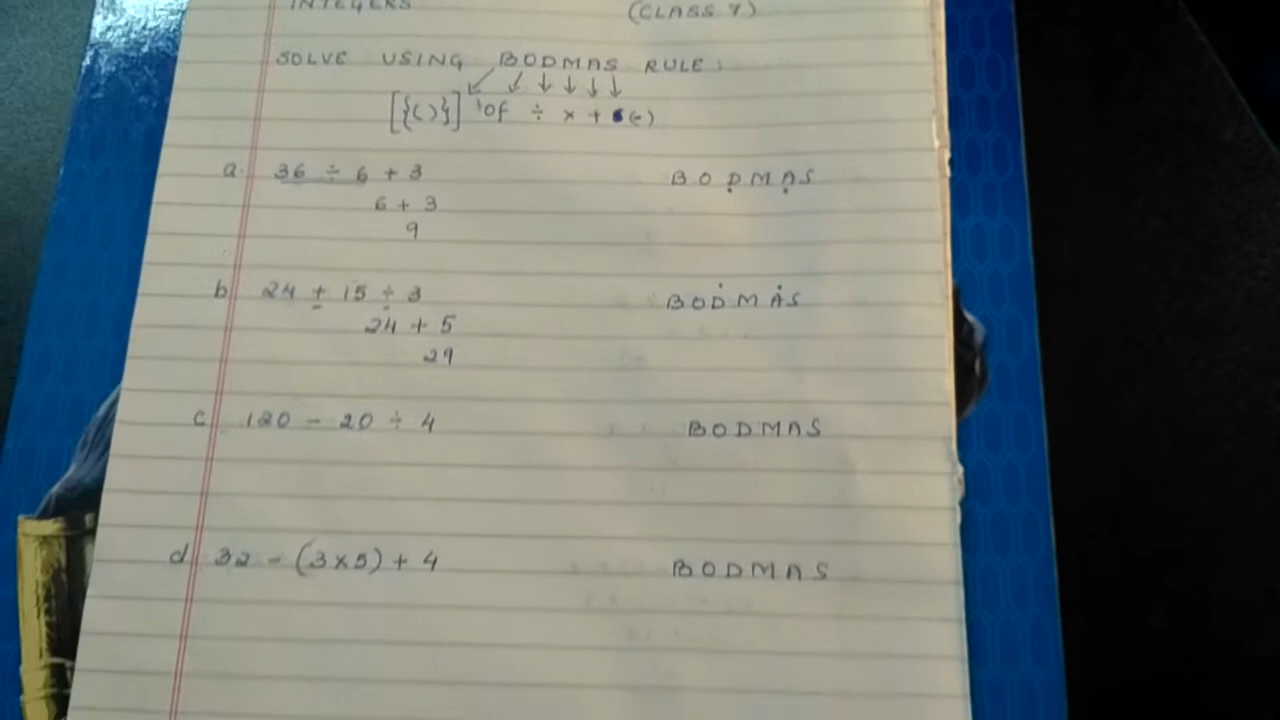 INTEGERS (CLASS 7)
SOLVE USING BODMAS RULE:
[{()}] 'of ÷ × + (-)
a. 36 ÷ 6 + 3 BODMAS
6 + 3
9
b 24 + 15 ÷ 3 BODMAS
24 + 5
29
c 120 - 20 ÷ 4 BODMAS
d 32 - (3×5) + 4 BODMAS